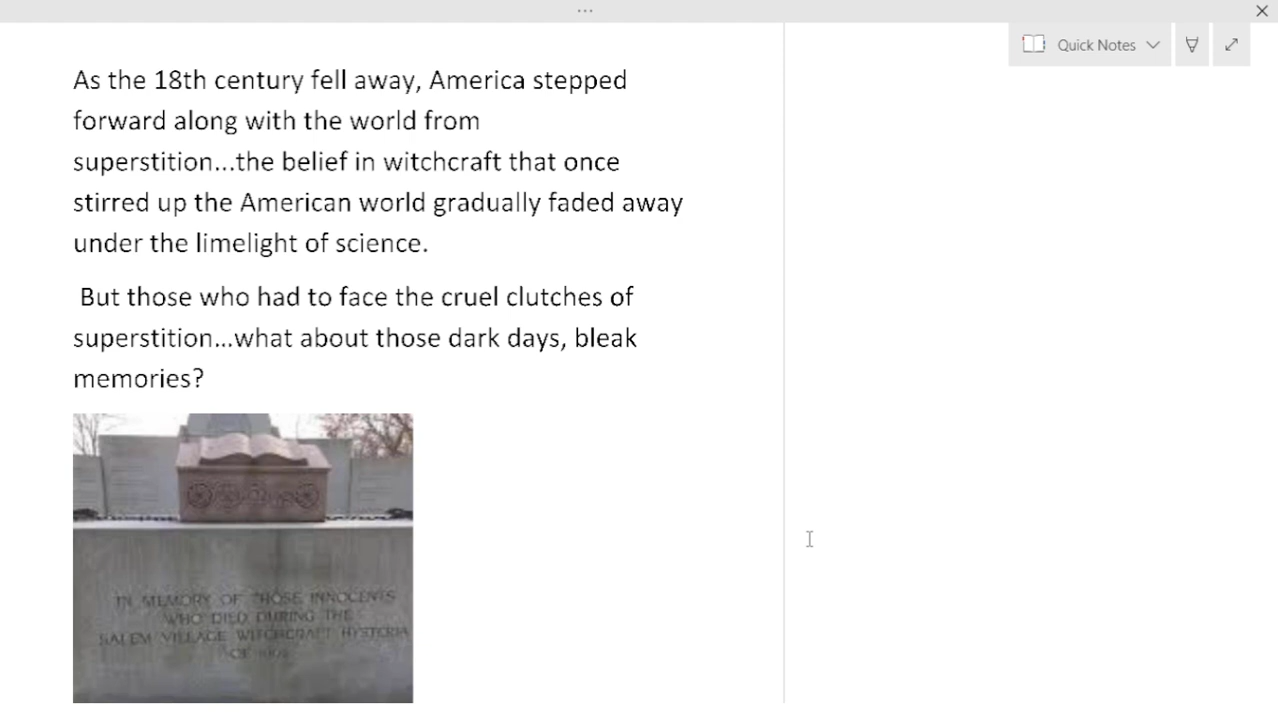 ...
Quick Notes
As the 18th century fell away, America stepped
forward along with the world from
superstition...the belief in witchcraft that once
stirred up the American world gradually faded away
under the limelight of science.
But those who had to face the cruel clutches of
superstition...what about those dark days, bleak
memories?
IN MEMORY OF THOSE INNOCENTS
WHO DIED DURING THE
SALEM VILLAGE WITCHCRAFT HYSTERIA
OF